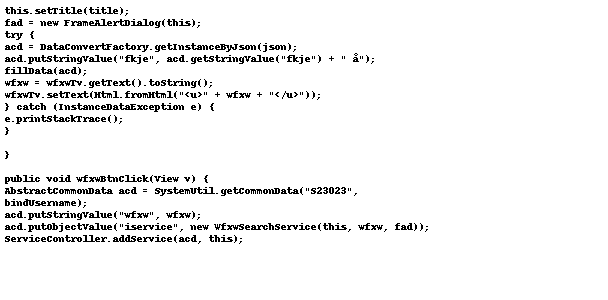 this.setTitle(title);
fad = new FrameAlertDialog(this);
try {
acd = DataConvertFactory.getInstanceByJson(json);
acd.putStringValue("fkje", acd.getStringValue("fkje") + " å");
fillData(acd);
wfxw = wfxwTv.getText().toString();
wfxwTv.setText(Html.fromHtml("<u>" + wfxw + "</u>"));
} catch (InstanceDataException e) {
e.printStackTrace();
}
}
public void wfxwBtnClick(View v) {
AbstractCommonData acd = SystemUtil.getCommonData("S23023",
bindUsername);
acd.putStringValue("wfxw", wfxw);
acd.putObjectValue("iservice", new WfxwSearchService(this, wfxw, fad));
ServiceController.addService(acd, this);